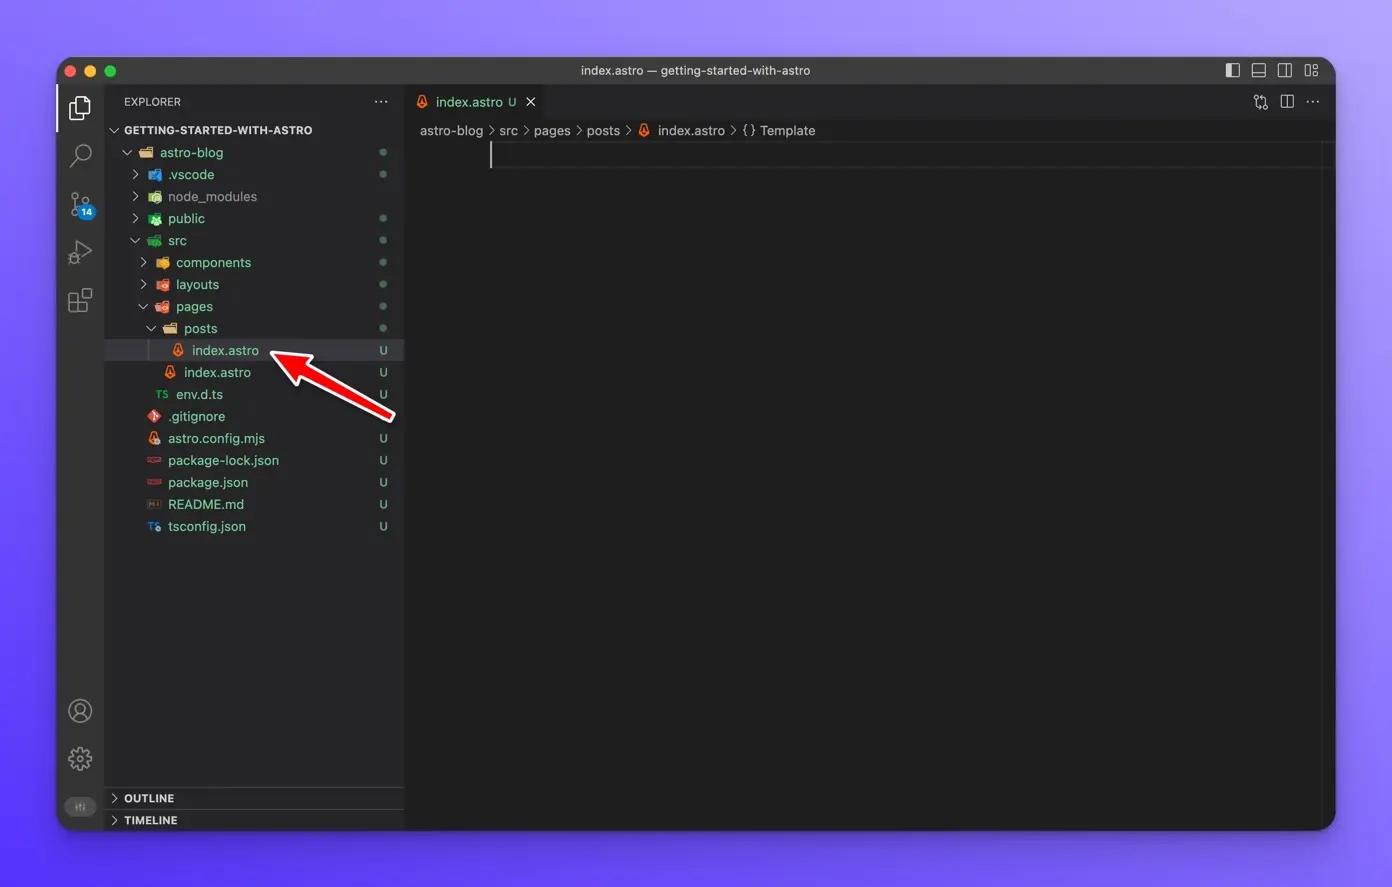 index.astro — getting-started-with-astro
EXPLORER
index.astro U
GETTING-STARTED-WITH-ASTRO
astro-blog src pages posts index.astro {} Template
astro-blog
.vscode
node_modules
14
public
src
components
layouts
pages
posts
index.astro U
index.astro U
TS env.d.ts U
.gitignore
astro.config.mjs U
package-lock.json U
package.json U
README.md U
TS tsconfig.json U
OUTLINE
TIMELINE